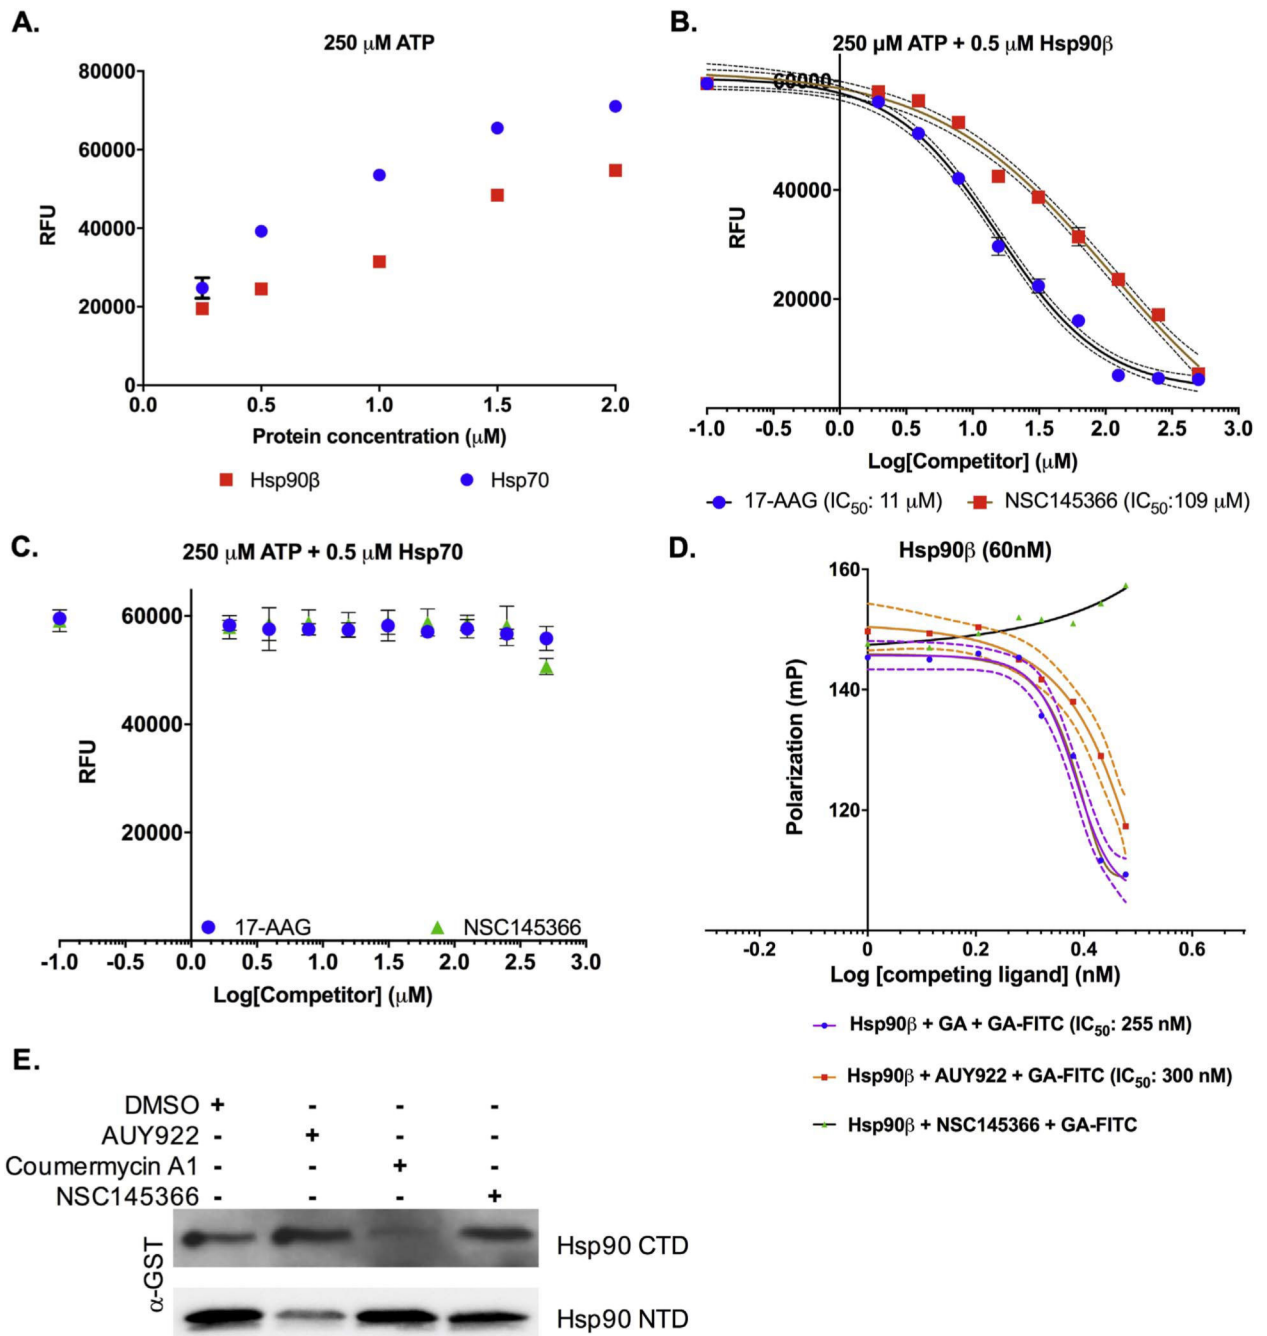 A.
250 μM ATP
80000
60000
40000
20000
0
RFU
0.0 0.5 1.0 1.5 2.0
Protein concentration (μM)
Hsp90β Hsp70
B.
250 μM ATP + 0.5 μM Hsp90β
60000
40000
20000
RFU
-1.0 -0.5 0 0.5 1.0 1.5 2.0 2.5 3.0
Log[Competitor] (μM)
17-AAG (IC50: 11 μM) NSC145366 (IC50:109 μM)
C.
250 μM ATP + 0.5 μM Hsp70
60000
40000
20000
RFU
17-AAG NSC145366
-1.0 -0.5 0.0 0.5 1.0 1.5 2.0 2.5 3.0
Log[Competitor] (μM)
D.
Hsp90β (60nM)
160
140
120
Polarization (mP)
-0.2 0 0.2 0.4 0.6
Log [competing ligand] (nM)
Hsp90β + GA + GA-FITC (IC50: 255 nM)
Hsp90β + AUY922 + GA-FITC (IC50: 300 nM)
Hsp90β + NSC145366 + GA-FITC
E.
DMSO + - - -
AUY922 - + - -
Coumermycin A1 - - + -
NSC145366 - - - +
α-GST
Hsp90 CTD
Hsp90 NTD